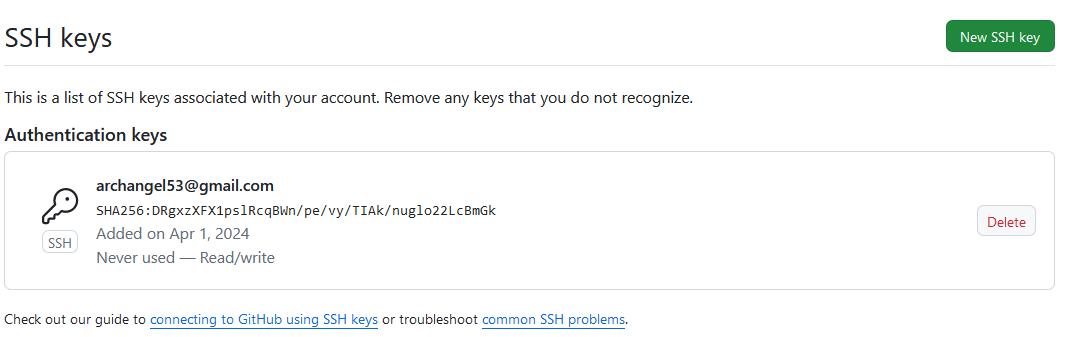 SSH keys
New SSH key
This is a list of SSH keys associated with your account. Remove any keys that you do not recognize.
Authentication keys
archangel53@gmail.com
SHA256:DRgxzXFX1pslRcqBWn/pe/vy/TIAk/nuglo22LcBmGk
Added on Apr 1, 2024
SSH
Never used — Read/write
Delete
Check out our guide to connecting to GitHub using SSH keys or troubleshoot common SSH problems.